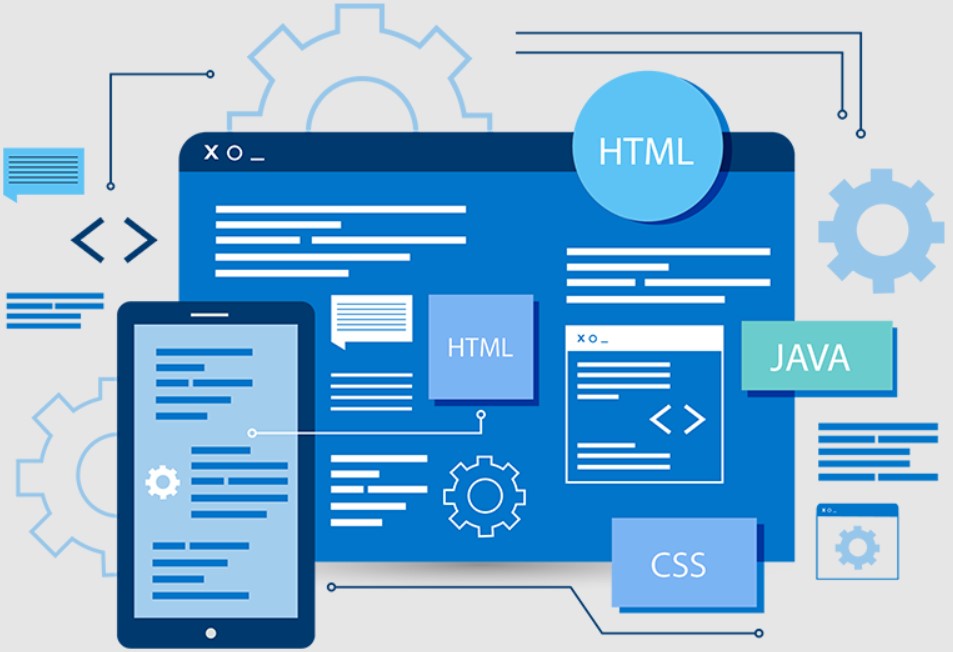 X O _
HTML
HTML
X O _
JAVA
CSS
X O _